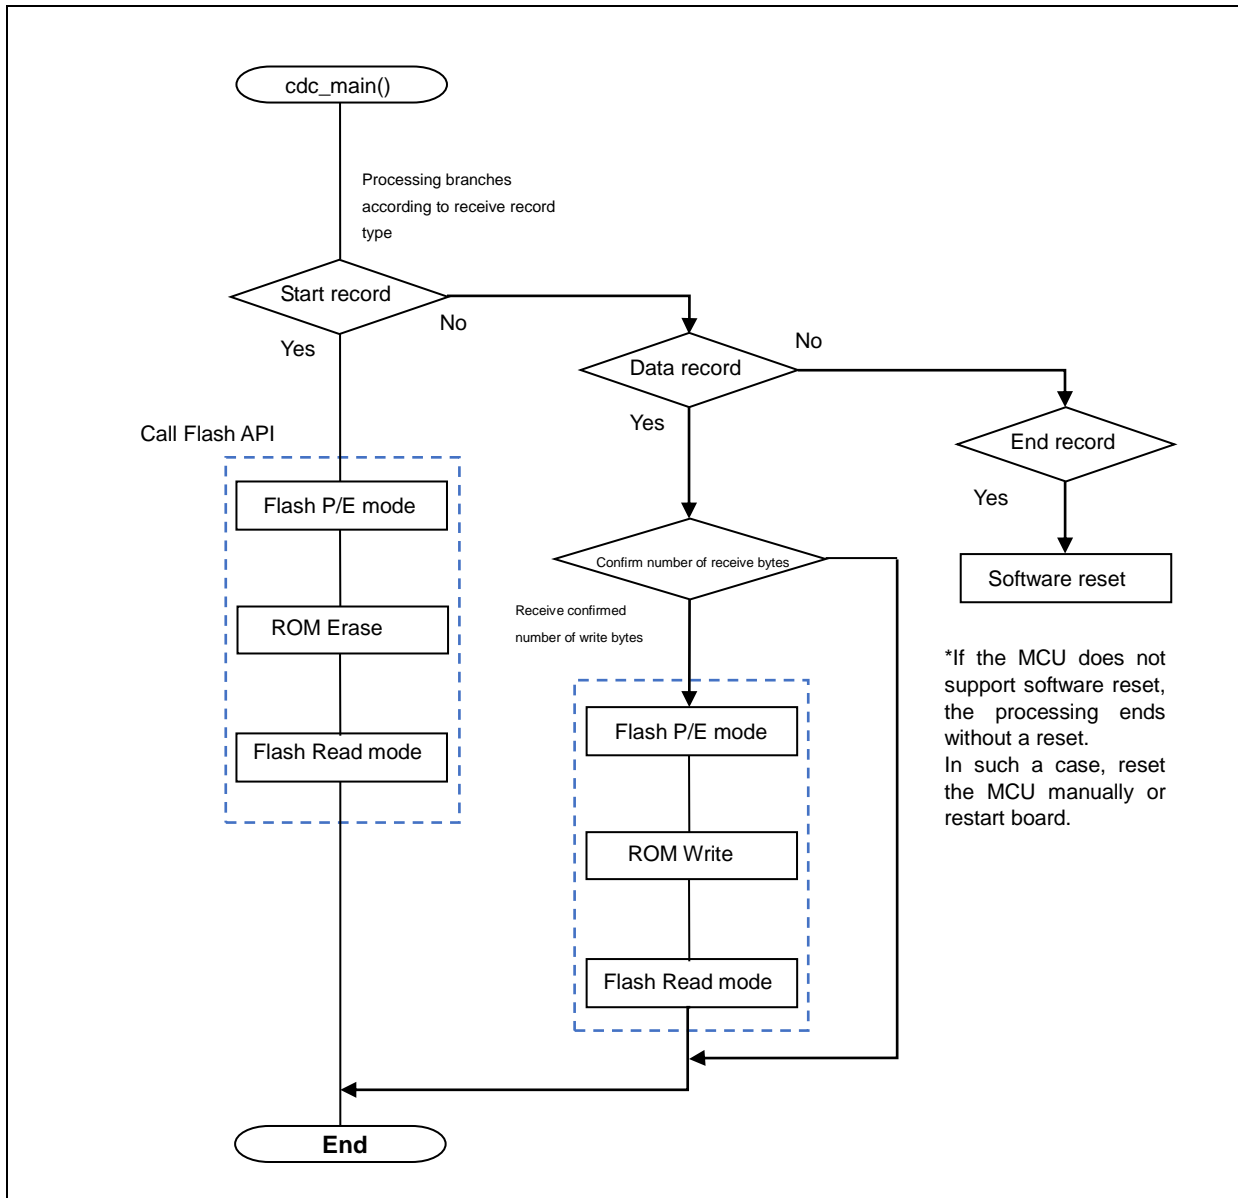 cdc_main()
Processing branches
according to receive record
type
Start record
No
Yes
Data record
No
Yes
End record
Yes
Call Flash API
Flash P/E mode
ROM Erase
Flash Read mode
Confirm number of receive bytes
Receive confirmed
number of write bytes
Software reset
*If the MCU does not
support software reset,
the processing ends
without a reset.
In such a case, reset
the MCU manually or
restart board.
Flash P/E mode
ROM Write
Flash Read mode
End